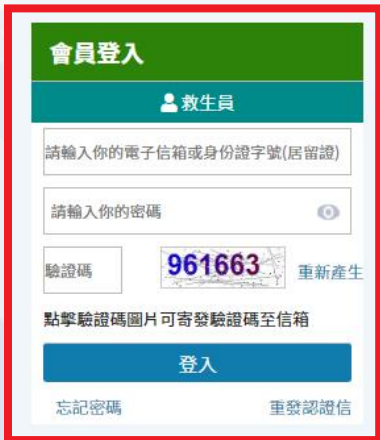 會員登入
救生員
請輸入你的電子信箱或身份證字號(居留證)
請輸入你的密碼
驗證碼 961663 重新產生
點擊驗證碼圖片可寄發驗證碼至信箱
登入
忘記密碼 重發認證信